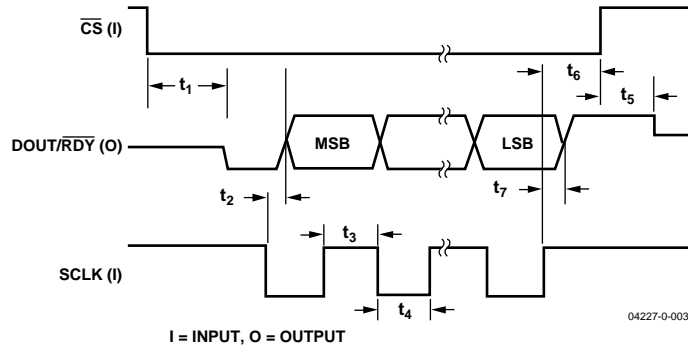 CS (I)
t6
t1
t5
DOUT/RDY (O)
MSB
LSB
t2
t7
t3
SCLK (I)
t4
04227-0-003
I = INPUT, O = OUTPUT